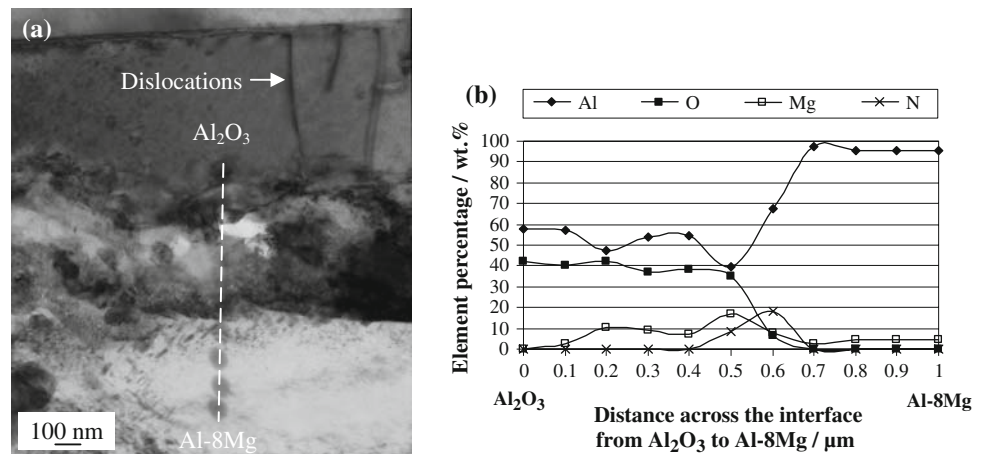 (a)
Dislocations
Al₂O₃
Al-8Mg
100 nm
(b)
Al O Mg N
Element percentage / wt.%
100
90
80
70
60
50
40
30
20
10
0
0 0.1 0.2 0.3 0.4 0.5 0.6 0.7 0.8 0.9 1
Al₂O₃ Al-8Mg
Distance across the interface
from Al₂O₃ to Al-8Mg / μm